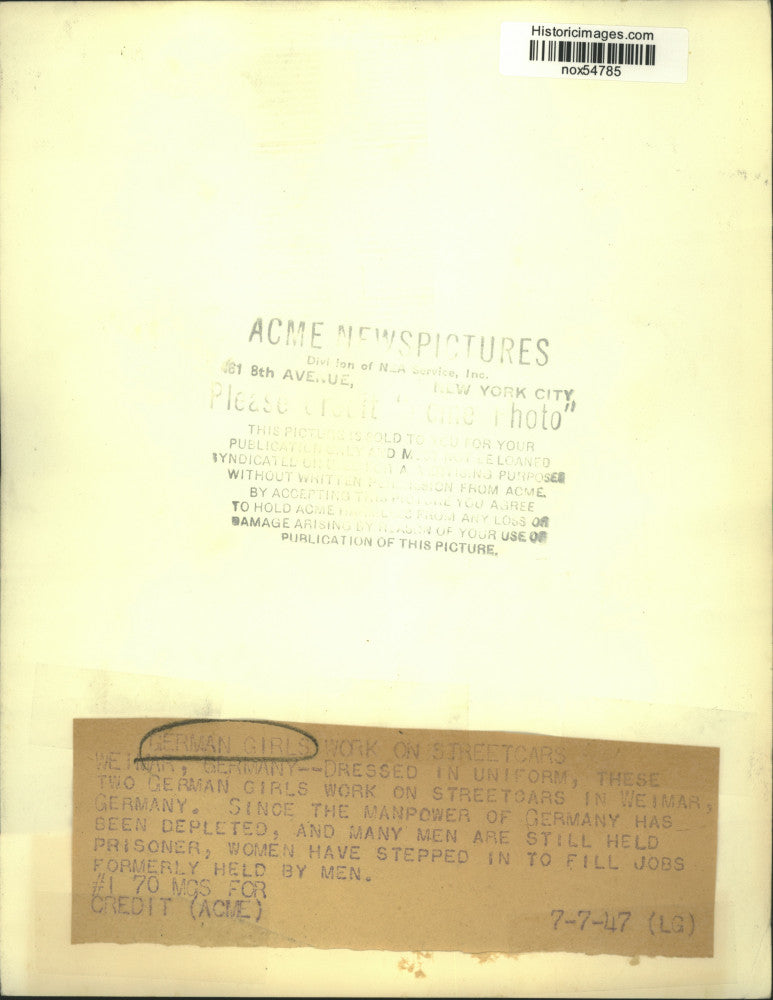 Historicimages.com
nox54785
ACME NEWSPICTURES
Division of NEA Service, Inc.
461 8th AVENUE, NEW YORK CITY
Please Credit "Acme Photo"
THIS PICTURE IS SOLD TO YOU FOR YOUR
PUBLICATION ONLY AND MUST NOT BE LOANED
SYNDICATED OR USED FOR ADVERTISING PURPOSES
WITHOUT WRITTEN PERMISSION FROM ACME.
BY ACCEPTING THIS PICTURE YOU AGREE
TO HOLD ACME HARMLESS FROM ANY LOSS OR
DAMAGE ARISING BY REASON OF YOUR USE OR
PUBLICATION OF THIS PICTURE.
GERMAN GIRLS WORK ON STREETCARS
WEIMAR, GERMANY--DRESSED IN UNIFORM, THESE
TWO GERMAN GIRLS WORK ON STREETCARS IN WEIMAR,
GERMANY. SINCE THE MANPOWER OF GERMANY HAS
BEEN DEPLETED, AND MANY MEN ARE STILL HELD
PRISONER, WOMEN HAVE STEPPED IN TO FILL JOBS
FORMERLY HELD BY MEN.
#1 70 MGS FOR
CREDIT (ACME) 7-7-47 (LG)